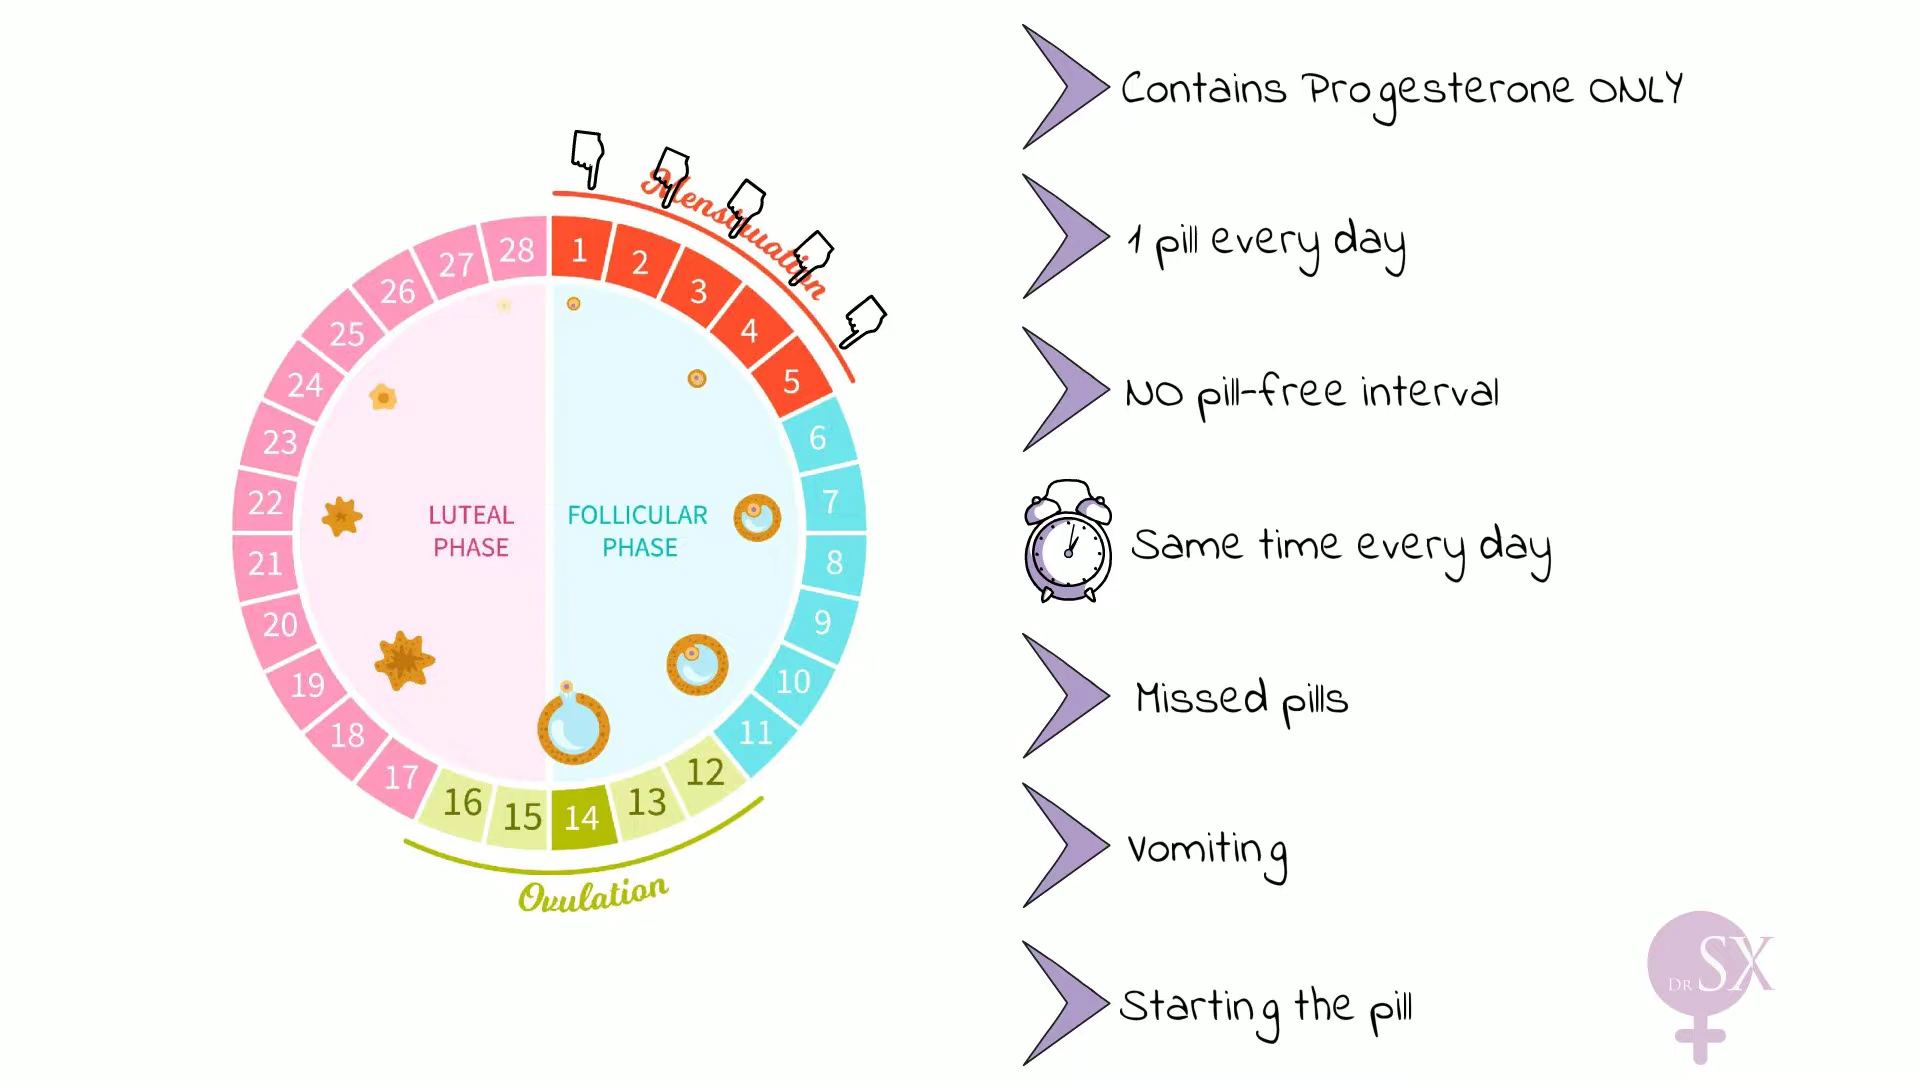 Menstruation
1
2
3
4
5
6
7
8
9
10
11
12
13
14
15
16
17
18
19
20
21
22
23
24
25
26
27
28
LUTEAL
PHASE
FOLLICULAR
PHASE
Ovulation
Contains Progesterone ONLY
1 pill every day
NO pill-free interval
Same time every day
Missed pills
Vomiting
Starting the pill
DR SX